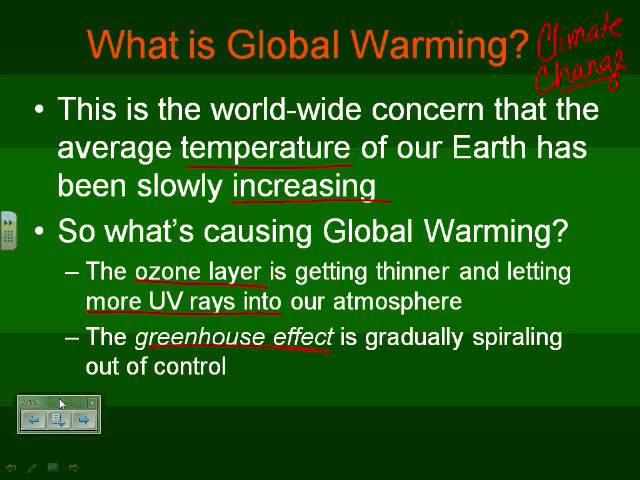 What is Global Warming? Climate Change
• This is the world-wide concern that the
average temperature of our Earth has
been slowly increasing
• So what's causing Global Warming?
– The ozone layer is getting thinner and letting
more UV rays into our atmosphere
– The greenhouse effect is gradually spiraling
out of control
2/15